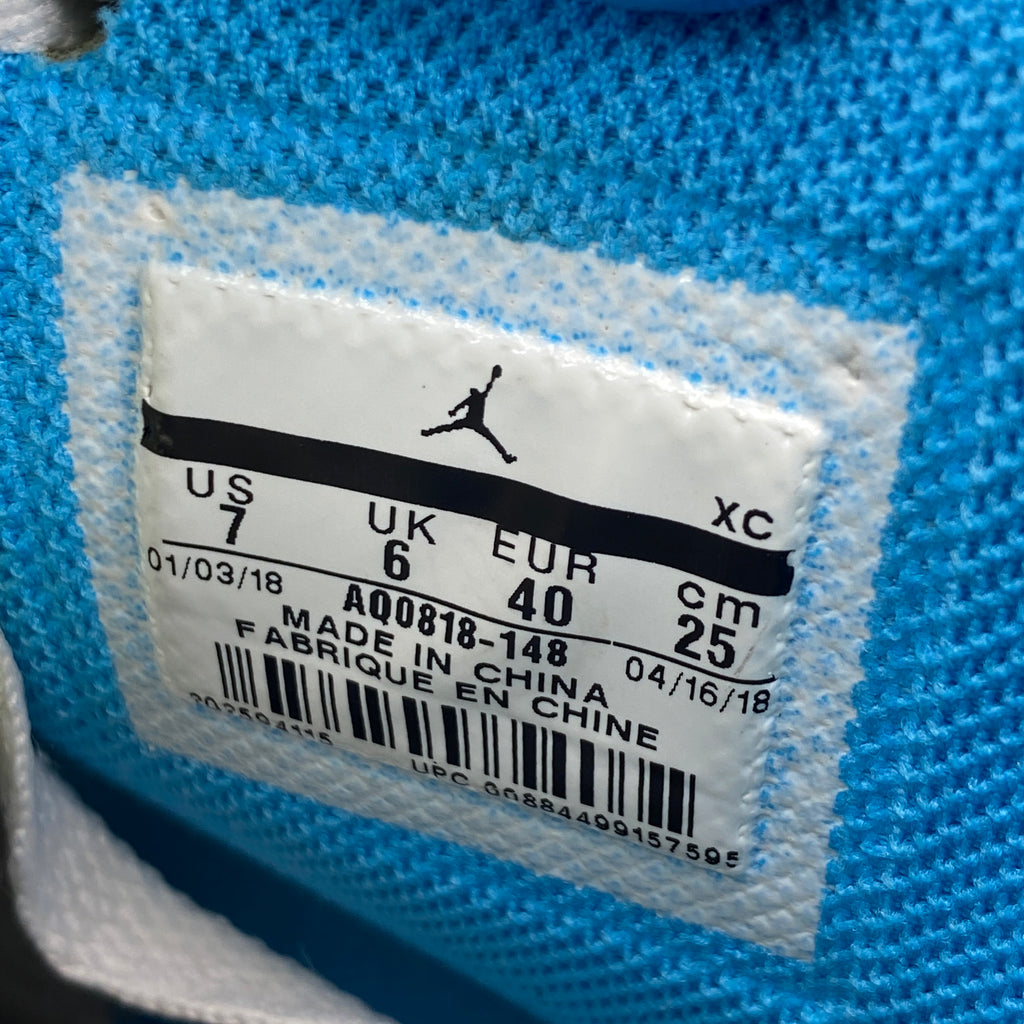 XC
US UK EUR cm
7 6 40 25
01/03/18 AQ0818-148 04/16/18
MADE IN CHINA
FABRIQUE EN CHINE
UPC 00884499157595